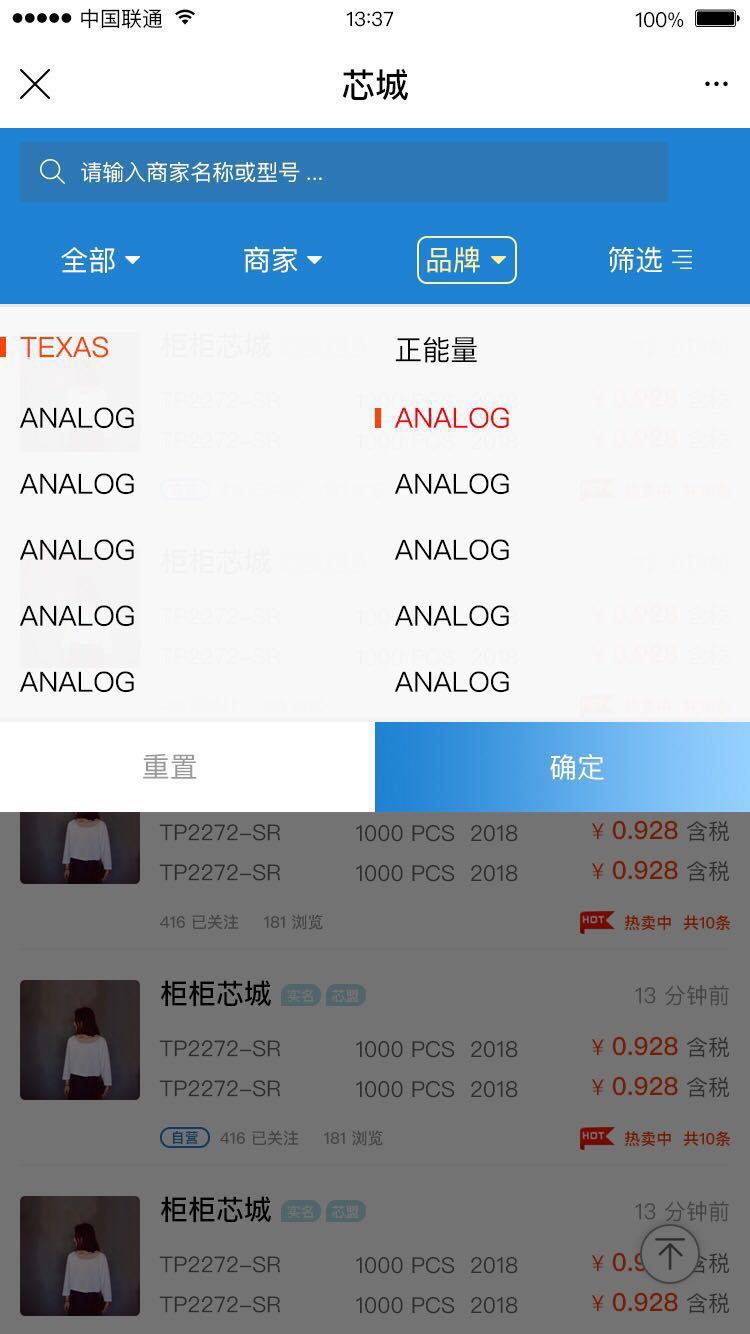 中国联通 13:37 100%
芯城
请输入商家名称或型号 ...
全部 商家 品牌 筛选
TEXAS 正能量
ANALOG ANALOG
ANALOG ANALOG
ANALOG ANALOG
ANALOG ANALOG
ANALOG ANALOG
重置 确定
TP2272-SR 1000 PCS 2018 ¥ 0.928 含税
TP2272-SR 1000 PCS 2018 ¥ 0.928 含税
416 已关注 181 浏览 HOT 热卖中 共10条
柜柜芯城 实名 芯盟 13 分钟前
TP2272-SR 1000 PCS 2018 ¥ 0.928 含税
TP2272-SR 1000 PCS 2018 ¥ 0.928 含税
自营 416 已关注 181 浏览 HOT 热卖中 共10条
柜柜芯城 实名 芯盟 13 分钟前
TP2272-SR 1000 PCS 2018 ¥ 含税
TP2272-SR 1000 PCS 2018 ¥ 0.928 含税